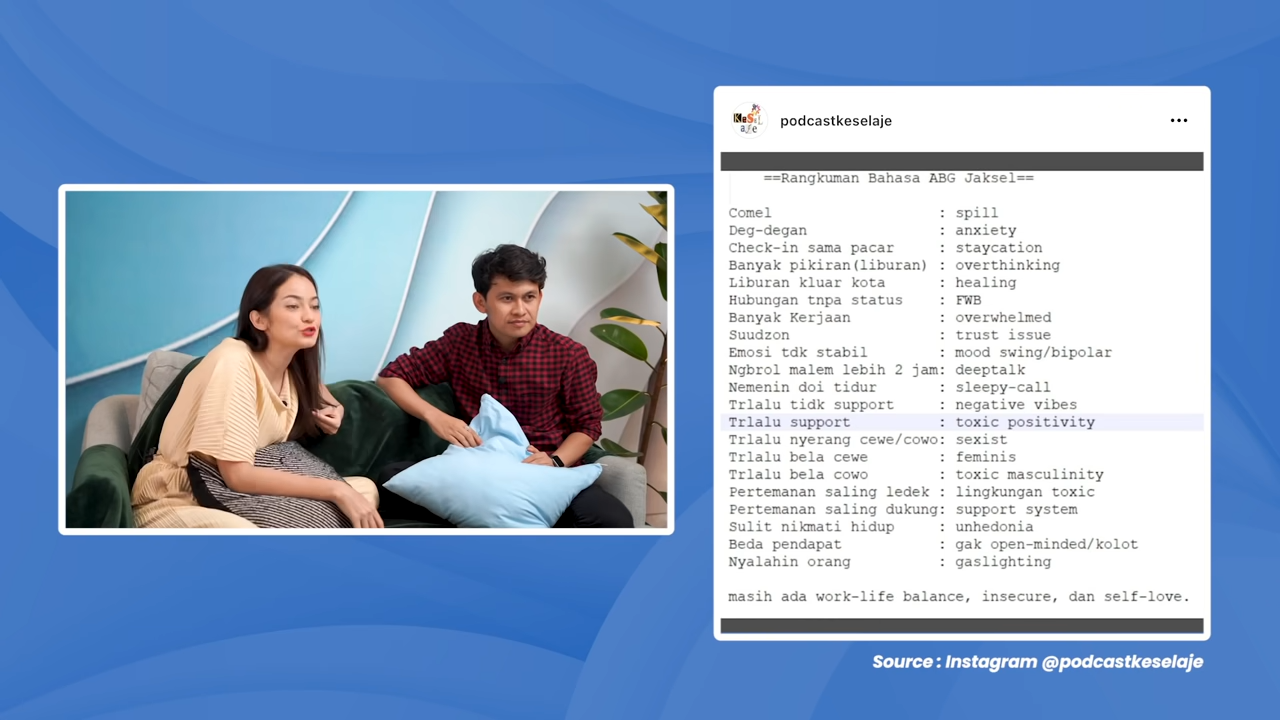 KeSeL
aje
podcastkeselaje
==Rangkuman Bahasa ABG Jaksel==
Comel : spill
Deg-degan : anxiety
Check-in sama pacar : staycation
Banyak pikiran(liburan) : overthinking
Liburan kluar kota : healing
Hubungan tnpa status : FWB
Banyak Kerjaan : overwhelmed
Suudzon : trust issue
Emosi tdk stabil : mood swing/bipolar
Ngbrol malem lebih 2 jam: deeptalk
Nemenin doi tidur : sleepy-call
Trlalu tidk support : negative vibes
Trlalu support : toxic positivity
Trlalu nyerang cewe/cowo: sexist
Trlalu bela cewe : feminis
Trlalu bela cowo : toxic masculinity
Pertemanan saling ledek : lingkungan toxic
Pertemanan saling dukung: support system
Sulit nikmati hidup : unhedonia
Beda pendapat : gak open-minded/kolot
Nyalahin orang : gaslighting
masih ada work-life balance, insecure, dan self-love.
Source : Instagram @podcastkeselaje